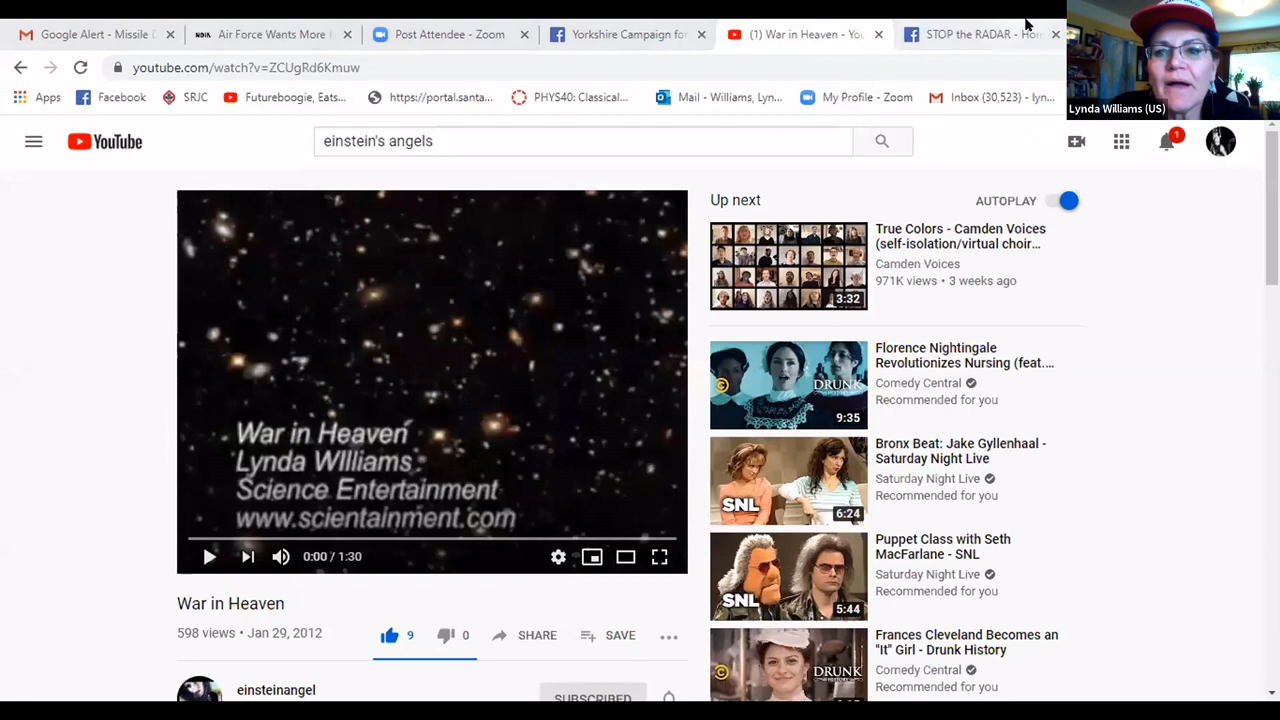 Google Alert - Missile
NDIA Air Force Wants More
Post Attendee - Zoom
Yorkshire Campaign for
(1) War in Heaven - You
STOP the RADAR - Hom
youtube.com/watch?v=ZCUgRd6Kmuw
Lynda Williams (US)
Apps
Facebook
SRJC
Futureboogie, Eats...
https://portal.santa...
PHYS40: Classical...
Mail - Williams, Lyn...
My Profile - Zoom
Inbox (30,523) - lyn...
YouTube
einstein's angels
1
War in Heaven
Lynda Williams
Science Entertainment
www.scientainment.com
0:00 / 1:30
War in Heaven
598 views • Jan 29, 2012
9
0
SHARE
SAVE
einsteinangel
SUBSCRIBED
Up next
AUTOPLAY
3:32
True Colors - Camden Voices
(self-isolation/virtual choir...
Camden Voices
971K views • 3 weeks ago
DRUNK
9:35
Florence Nightingale
Revolutionizes Nursing (feat....
Comedy Central
Recommended for you
SNL
6:24
Bronx Beat: Jake Gyllenhaal -
Saturday Night Live
Saturday Night Live
Recommended for you
SNL
5:44
Puppet Class with Seth
MacFarlane - SNL
Saturday Night Live
Recommended for you
DRUNK
Frances Cleveland Becomes an
"It" Girl - Drunk History
Comedy Central
Recommended for you